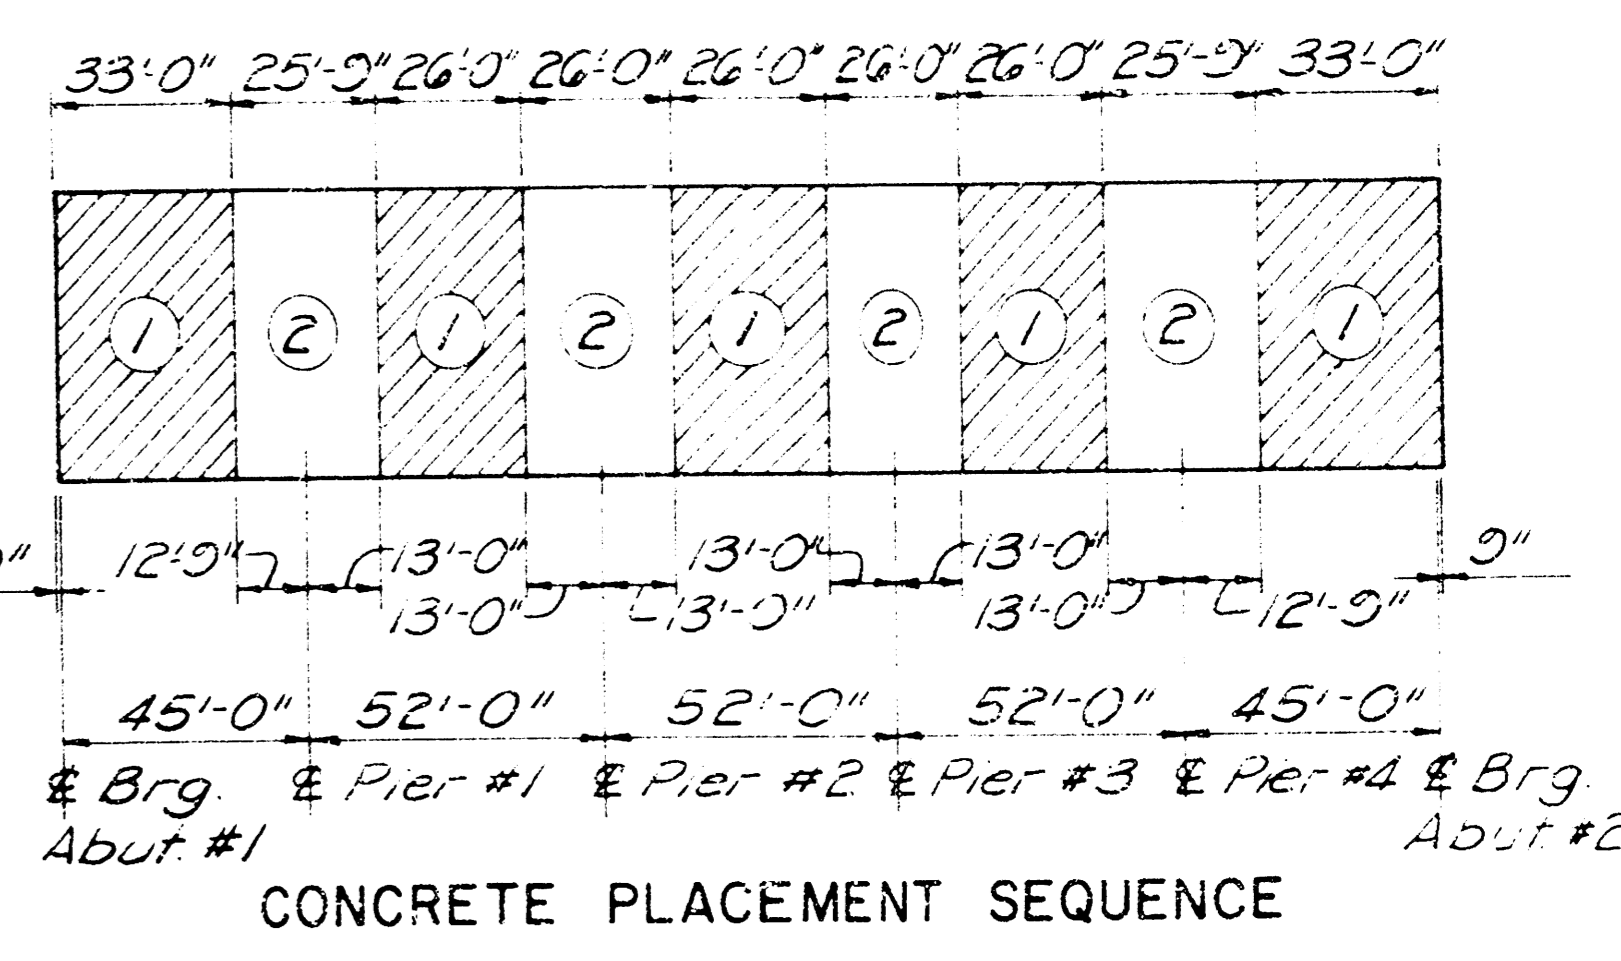 33'-0" 25'-9" 26'-0" 26'-0" 26'-0" 26'-0" 26'-0" 25'-9" 33'-0"
1 2 1 2 1 2 1 2 1
12'-9" 13'-0" 13'-0" 13'-0" 9"
13'-0" 13'-0" 13'-0" 12'-9"
45'-0" 52'-0" 52'-0" 52'-0" 45'-0"
℄ Brg. ℄ Pier #1 ℄ Pier #2 ℄ Pier #3 ℄ Pier #4 ℄ Brg.
Abut. #1 Abut #2
CONCRETE PLACEMENT SEQUENCE